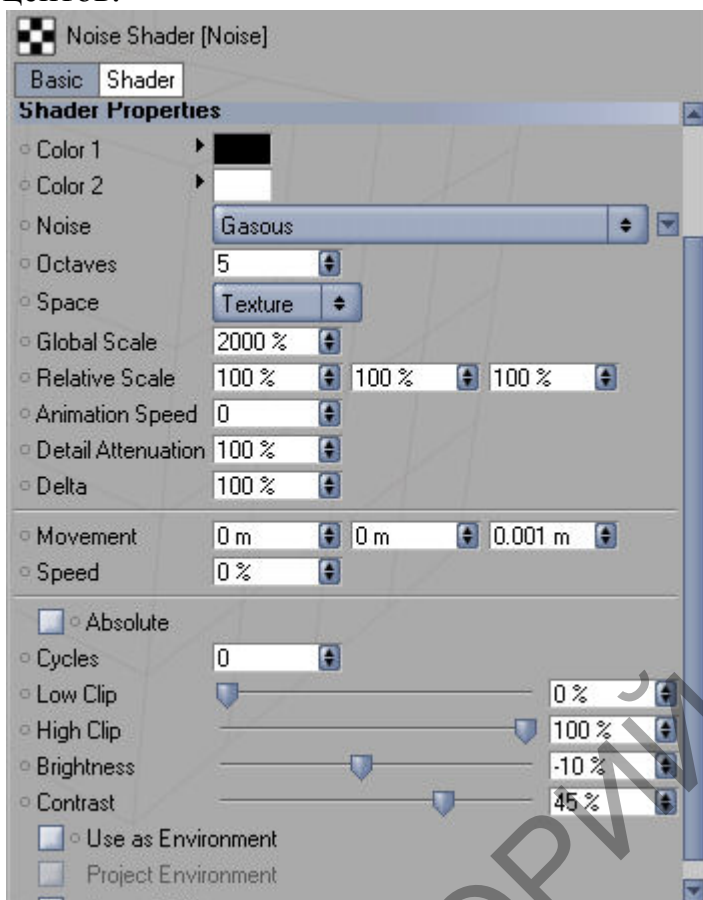 центов.
Noise Shader [Noise]
Basic Shader
Shader Properties
Color 1
Color 2
Noise Gasous
Octaves 5
Space Texture
Global Scale 2000 %
Relative Scale 100 % 100 % 100 %
Animation Speed 0
Detail Attenuation 100 %
Delta 100 %
Movement 0 m 0 m 0.001 m
Speed 0 %
Absolute
Cycles 0
Low Clip 0 %
High Clip 100 %
Brightness -10 %
Contrast 45 %
Use as Environment
Project Environment